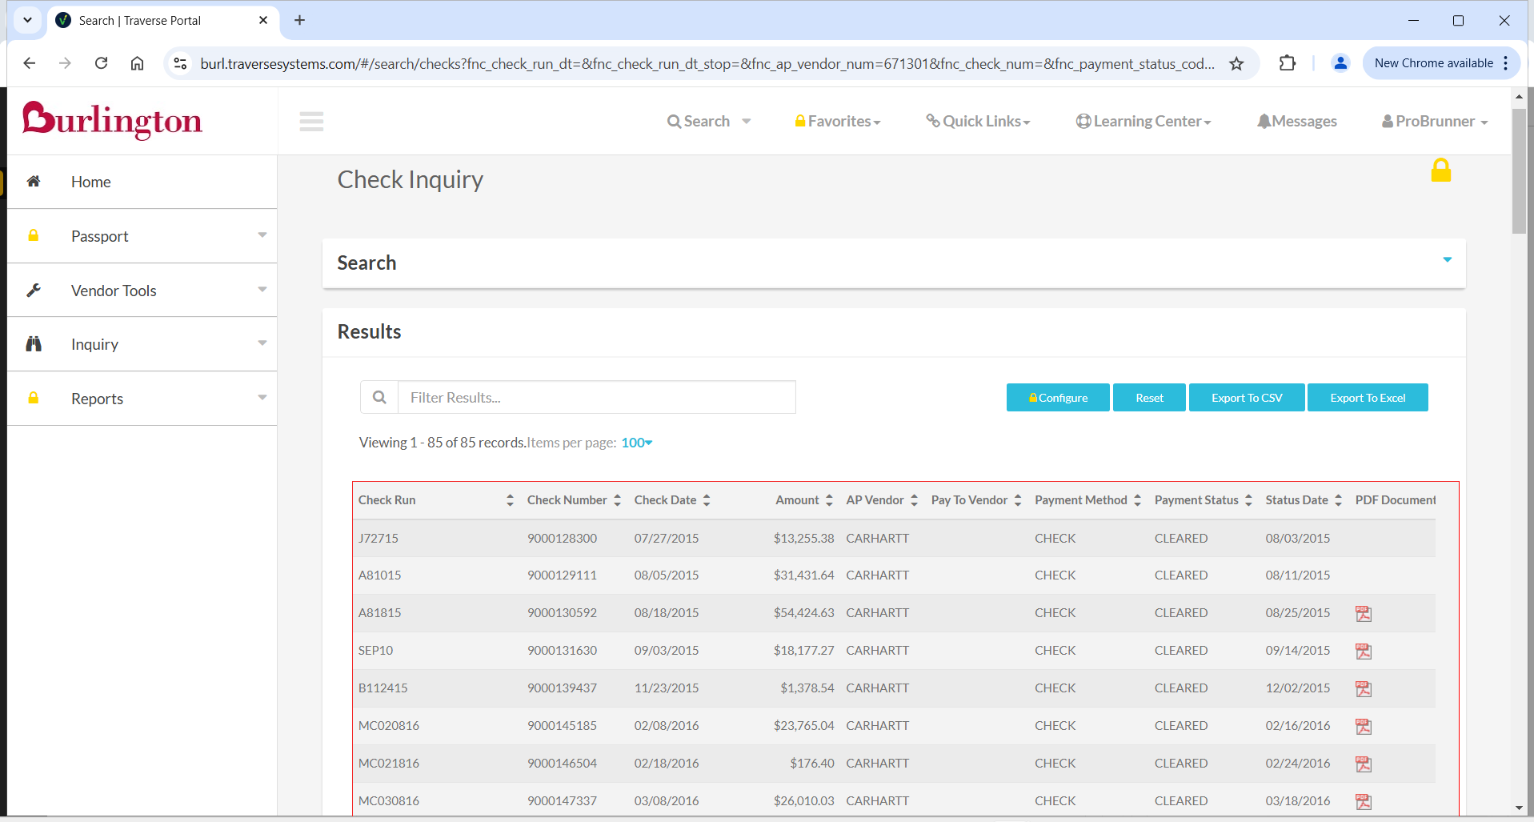 Search | Traverse Portal
burl.traversesystems.com/#/search/checks?fnc_check_run_dt=&fnc_check_run_dt_stop=&fnc_ap_vendor_num=671301&fnc_check_num=&fnc_payment_status_cod...
New Chrome available
Burlington
Search Favorites Quick Links Learning Center Messages ProBrunner
Home
Passport
Vendor Tools
Inquiry
Reports
Check Inquiry
Search
Results
Filter Results...
Configure Reset Export To CSV Export To Excel
Viewing 1 - 85 of 85 records.Items per page: 100
Check Run Check Number Check Date Amount AP Vendor Pay To Vendor Payment Method Payment Status Status Date PDF Document
J72715 9000128300 07/27/2015 $13,255.38 CARHARTT CHECK CLEARED 08/03/2015
A81015 9000129111 08/05/2015 $31,431.64 CARHARTT CHECK CLEARED 08/11/2015
A81815 9000130592 08/18/2015 $54,424.63 CARHARTT CHECK CLEARED 08/25/2015
SEP10 9000131630 09/03/2015 $18,177.27 CARHARTT CHECK CLEARED 09/14/2015
B112415 9000139437 11/23/2015 $1,378.54 CARHARTT CHECK CLEARED 12/02/2015
MC020816 9000145185 02/08/2016 $23,765.04 CARHARTT CHECK CLEARED 02/16/2016
MC021816 9000146504 02/18/2016 $176.40 CARHARTT CHECK CLEARED 02/24/2016
MC030816 9000147337 03/08/2016 $26,010.03 CARHARTT CHECK CLEARED 03/18/2016